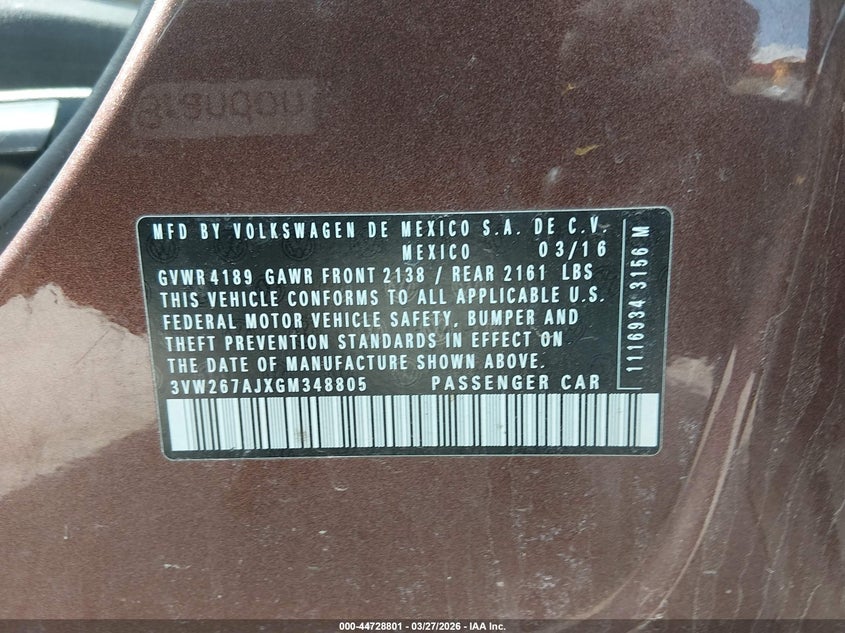 MFD BY VOLKSWAGEN DE MEXICO S.A. DE C.V.
MEXICO 03/16
GVWR 4189 GAWR FRONT 2138 / REAR 2161 LBS
THIS VEHICLE CONFORMS TO ALL APPLICABLE U.S.
FEDERAL MOTOR VEHICLE SAFETY, BUMPER AND
THEFT PREVENTION STANDARDS IN EFFECT ON
THE DATE OF MANUFACTURE SHOWN ABOVE.
3VW267AJXGM348805 PASSENGER CAR
1116934 3156 M
000-44728801 - 03/27/2026 - IAA Inc.